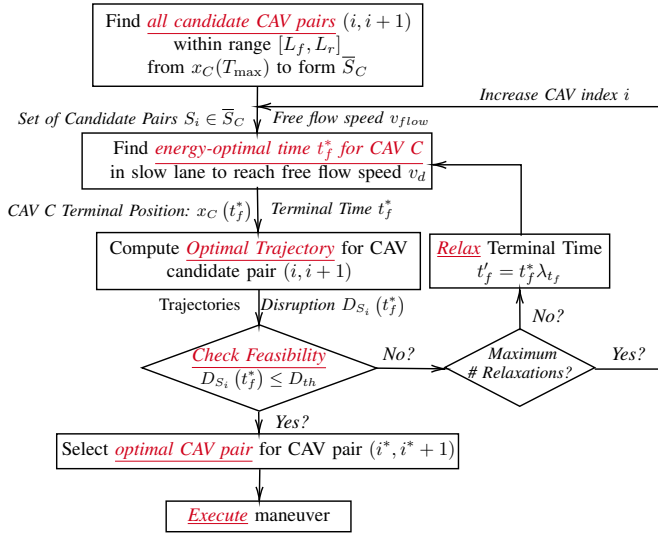 Find all candidate CAV pairs (i, i + 1)
within range [L_f, L_r]
from x_C(T_max) to form S̅_C
Increase CAV index i
Set of Candidate Pairs S_i ∈ S̅_C
Free flow speed v_flow
Find energy-optimal time t_f^* for CAV C
in slow lane to reach free flow speed v_d
CAV C Terminal Position: x_C (t_f^*)
Terminal Time t_f^*
Compute Optimal Trajectory for CAV
candidate pair (i, i + 1)
Relax Terminal Time
t'_f = t_f^* λ_{t_f}
Trajectories
Disruption D_{S_i} (t_f^*)
No?
Check Feasibility
D_{S_i} (t_f^*) ≤ D_th
No?
Maximum
# Relaxations?
Yes?
Yes?
Select optimal CAV pair for CAV pair (i^*, i^* + 1)
Execute maneuver